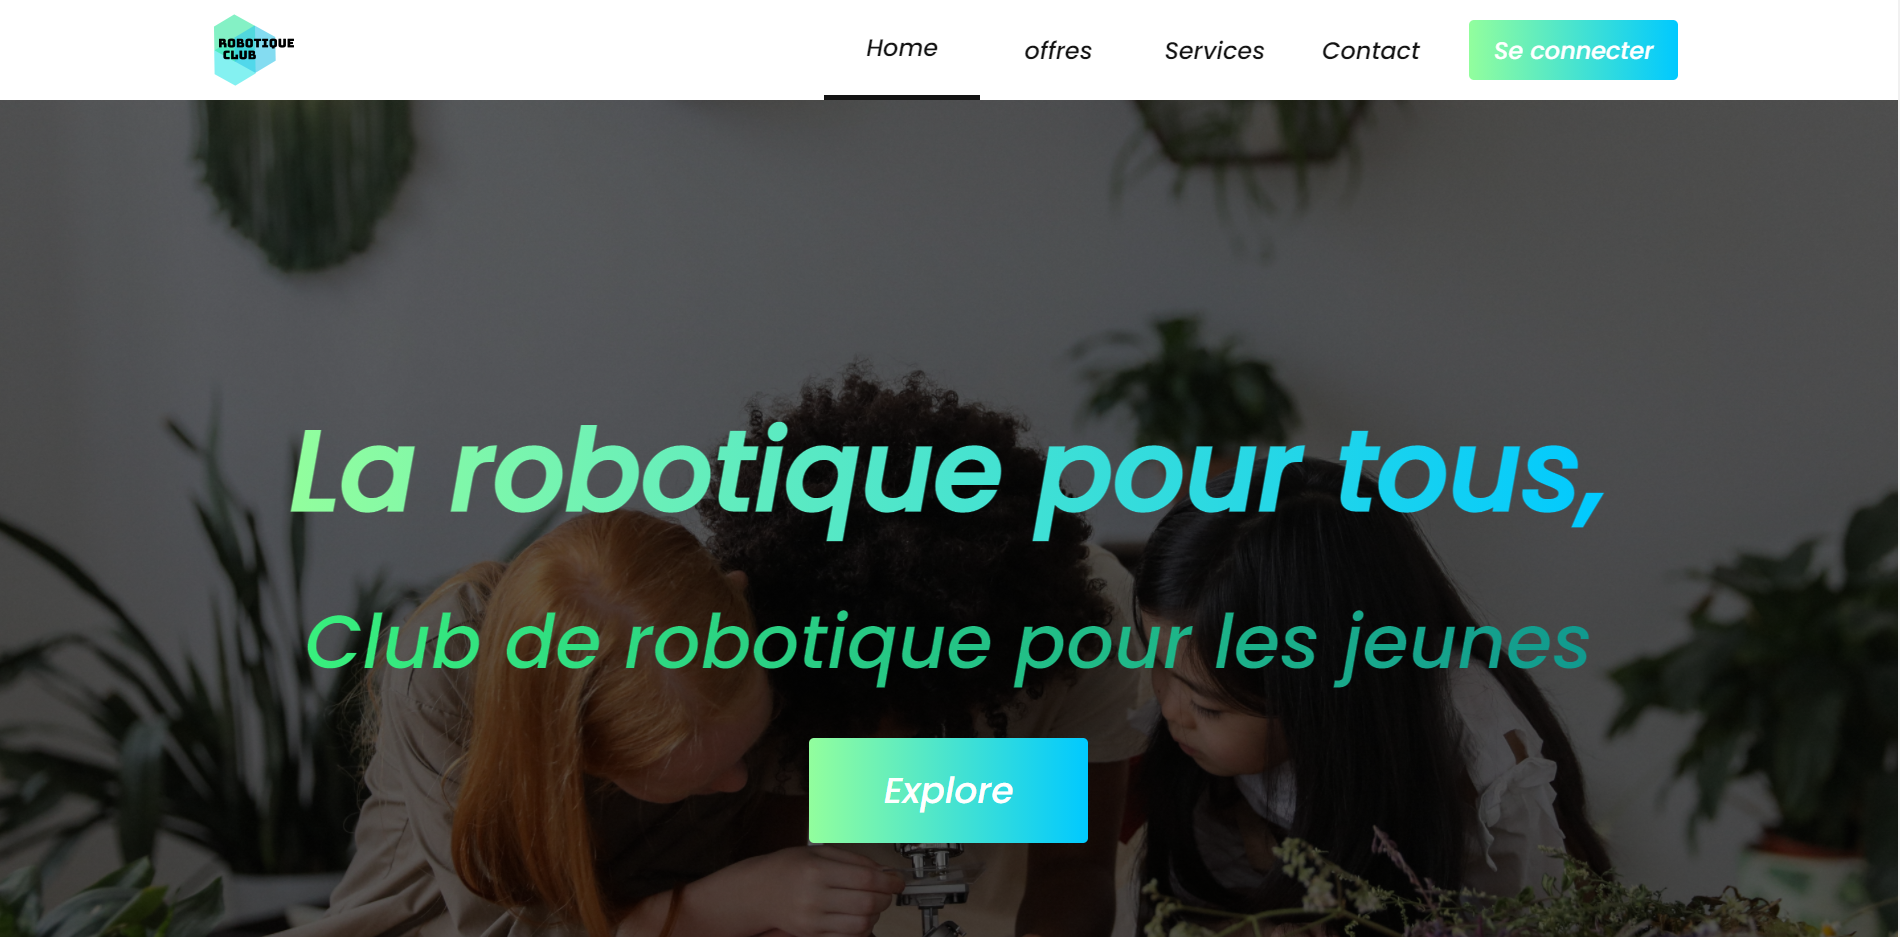 ROBOTIQUE
CLUB
Home
offres
Services
Contact
Se connecter
La robotique pour tous,
Club de robotique pour les jeunes
Explore